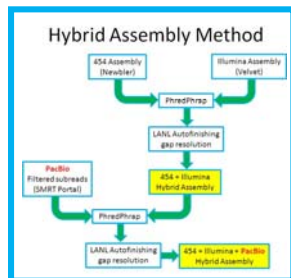 Hybrid Assembly Method
454 Assembly
(Newbler)
Illumina Assembly
(Velvet)
PhredPhrap
LANL Autofinishing
gap resolution
PacBio
Filtered subreads
(SMRT Portal)
454 + Illumina
Hybrid Assembly
PhredPhrap
LANL Autofinishing
gap resolution
454 + Illumina + PacBio
Hybrid Assembly